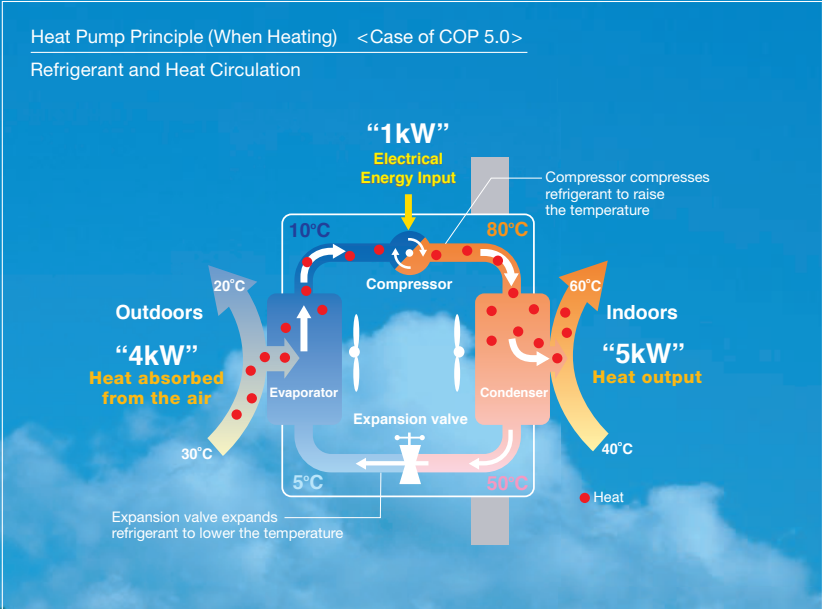 Heat Pump Principle (When Heating) <Case of COP 5.0>
Refrigerant and Heat Circulation
“1kW”
Electrical
Energy Input
Compressor compresses
refrigerant to raise
the temperature
10°C
80°C
Compressor
20°C
60°C
Outdoors
Indoors
“4kW”
Heat absorbed
from the air
“5kW”
Heat output
Evaporator
Condenser
Expansion valve
30°C
40°C
5°C
50°C
Heat
Expansion valve expands
refrigerant to lower the temperature